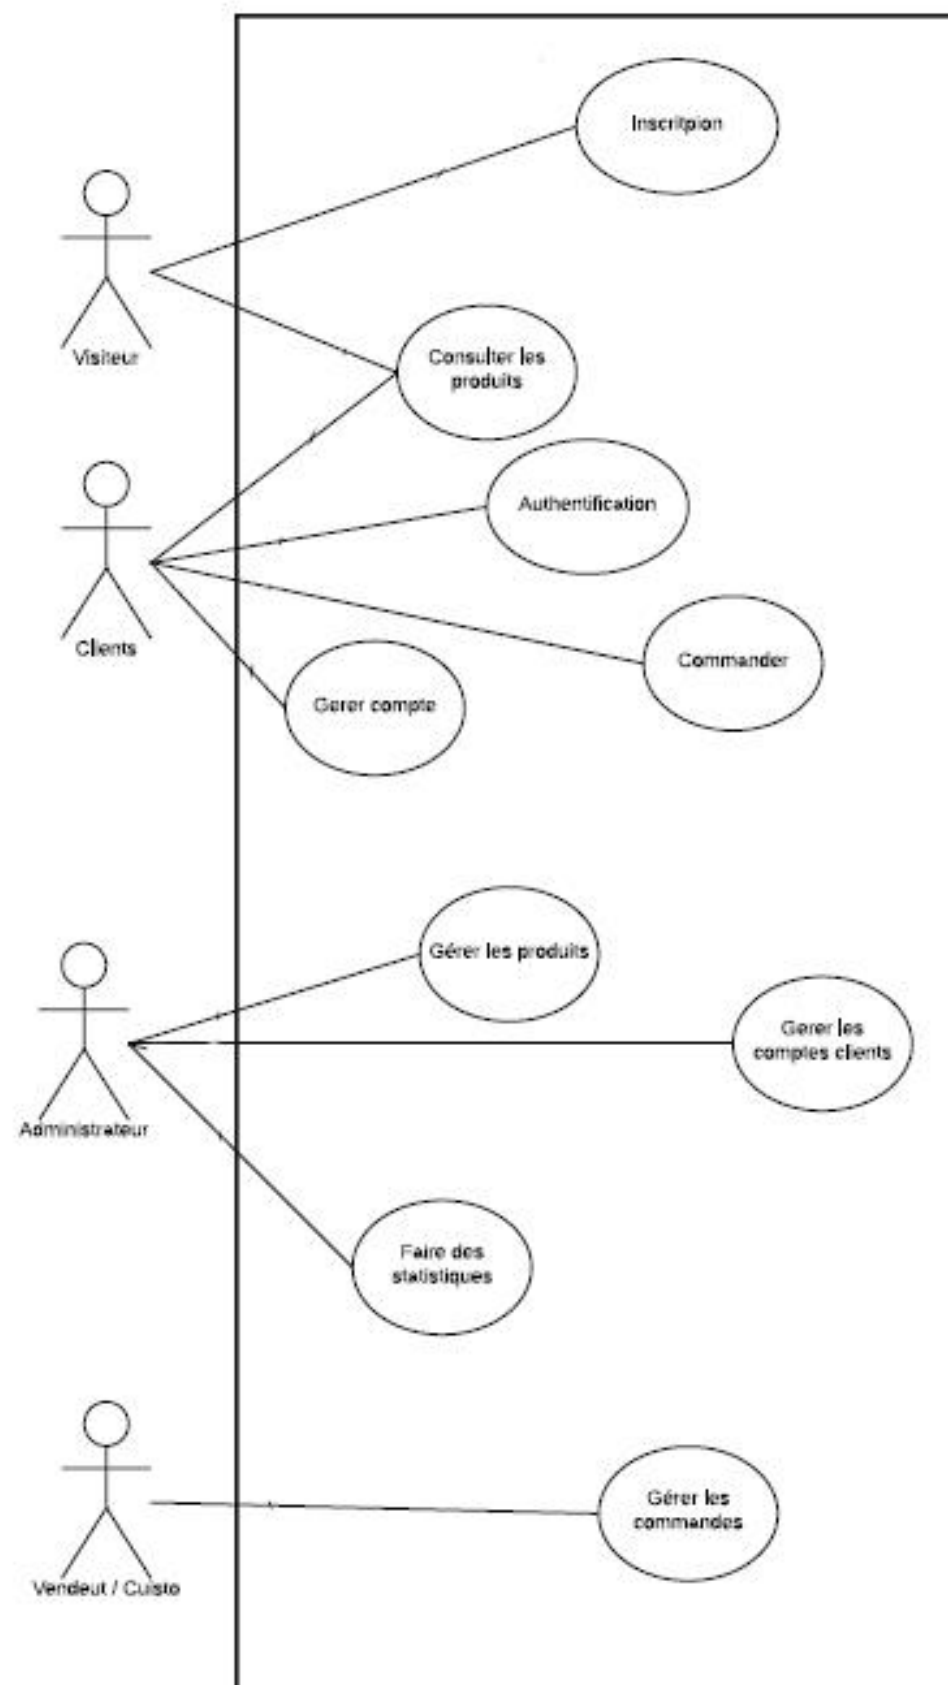 Inscritpion
Visiteur
Consulter les
produits
Authentification
Clients
Commander
Gerer compte
Gérer les produits
Gerer les
comptes clients
Administrateur
Faire des
statistiques
Gérer les
commandes
Vendeut / Cuisto